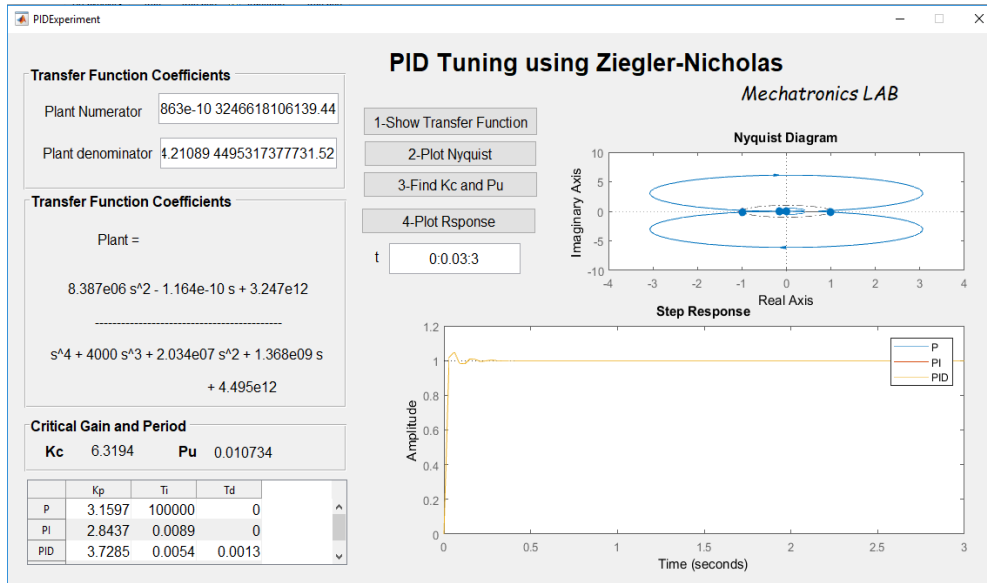 PIDExperiment
PID Tuning using Ziegler-Nicholas
Mechatronics LAB
Transfer Function Coefficients
Plant Numerator
863e-10 3246618106139.44
Plant denominator
4.21089 4495317377731.52
Transfer Function Coefficients
Plant =
8.387e06 s^2 - 1.164e-10 s + 3.247e12
------------------------------------------
s^4 + 4000 s^3 + 2.034e07 s^2 + 1.368e09 s
+ 4.495e12
Critical Gain and Period
Kc 6.3194 Pu 0.010734
Kp Ti Td
P 3.1597 100000 0
PI 2.8437 0.0089 0
PID 3.7285 0.0054 0.0013
1-Show Transfer Function
2-Plot Nyquist
3-Find Kc and Pu
4-Plot Rsponse
t 0:0.03:3
Nyquist Diagram
Imaginary Axis
10
5
0
-5
-10
-4 -3 -2 -1 0 1 2 3 4
Real Axis
Step Response
Amplitude
1.2
1
0.8
0.6
0.4
0.2
0
P
PI
PID
0 0.5 1 1.5 2 2.5 3
Time (seconds)